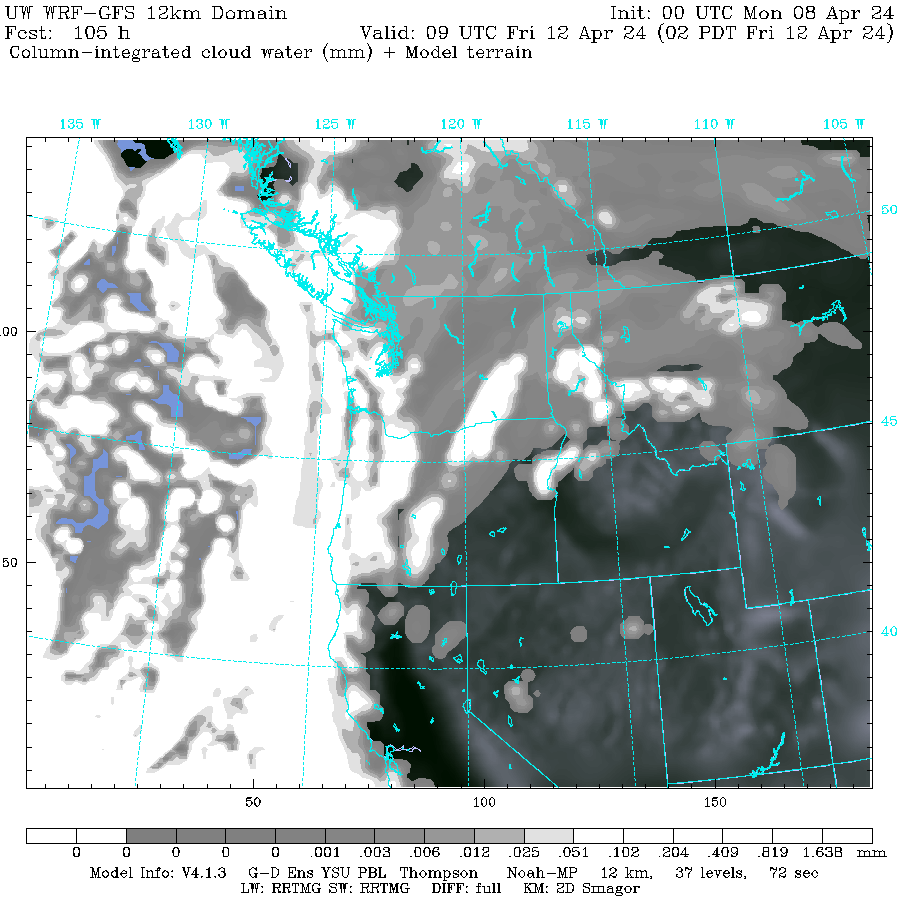 UW WRF-GFS 12km Domain Init: 00 UTC Mon 08 Apr 24
Fcst: 105 h Valid: 09 UTC Fri 12 Apr 24 (02 PDT Fri 12 Apr 24)
Column-integrated cloud water (mm) + Model terrain
135 W 130 W 125 W 120 W 115 W 110 W 105 W
50
00
45
50
40
50 100 150
0 0 0 0 0 .001 .003 .006 .012 .025 .051 .102 .204 .409 .819 1.638 mm
Model Info: V4.1.3 G-D Ens YSU PBL Thompson Noah-MP 12 km, 37 levels, 72 sec
LW: RRTMG SW: RRTMG DIFF: full KM: 2D Smagor